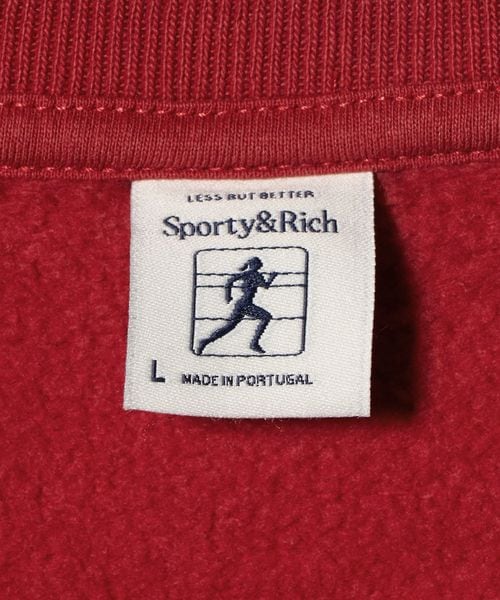 LESS BUT BETTER
Sporty&Rich
L MADE IN PORTUGAL